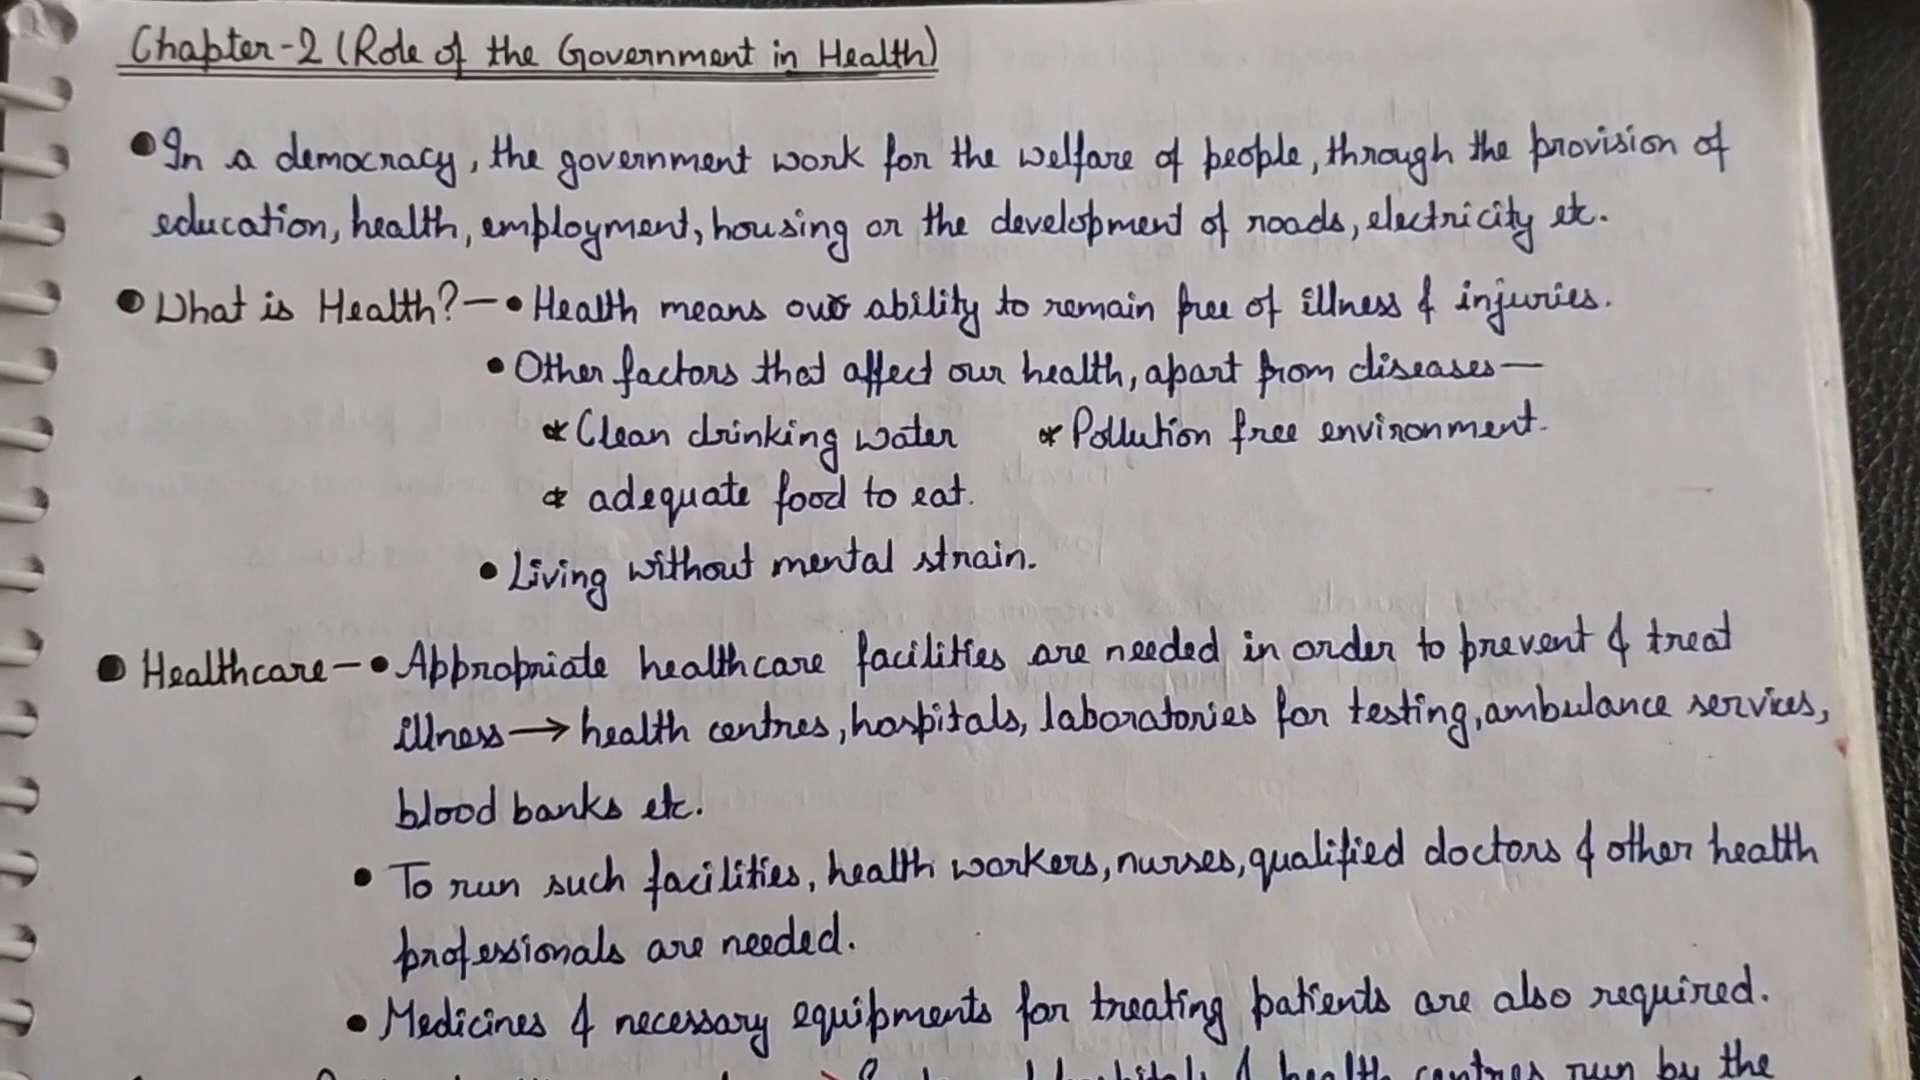 Chapter-2 (Role of the Government in Health)
• In a democracy, the government work for the welfare of people, through the provision of
education, health, employment, housing or the development of roads, electricity etc.
• What is Health? — • Health means our ability to remain free of illness & injuries.
• Other factors that affect our health, apart from diseases —
* Clean drinking water * Pollution free environment.
* adequate food to eat.
• Living without mental strain.
• Healthcare — • Appropriate healthcare facilities are needed in order to prevent & treat
illness → health centres, hospitals, laboratories for testing, ambulance services,
blood banks etc.
• To run such facilities, health workers, nurses, qualified doctors & other health
professionals are needed.
• Medicines & necessary equipments for treating patients are also required.
& health centres run by the